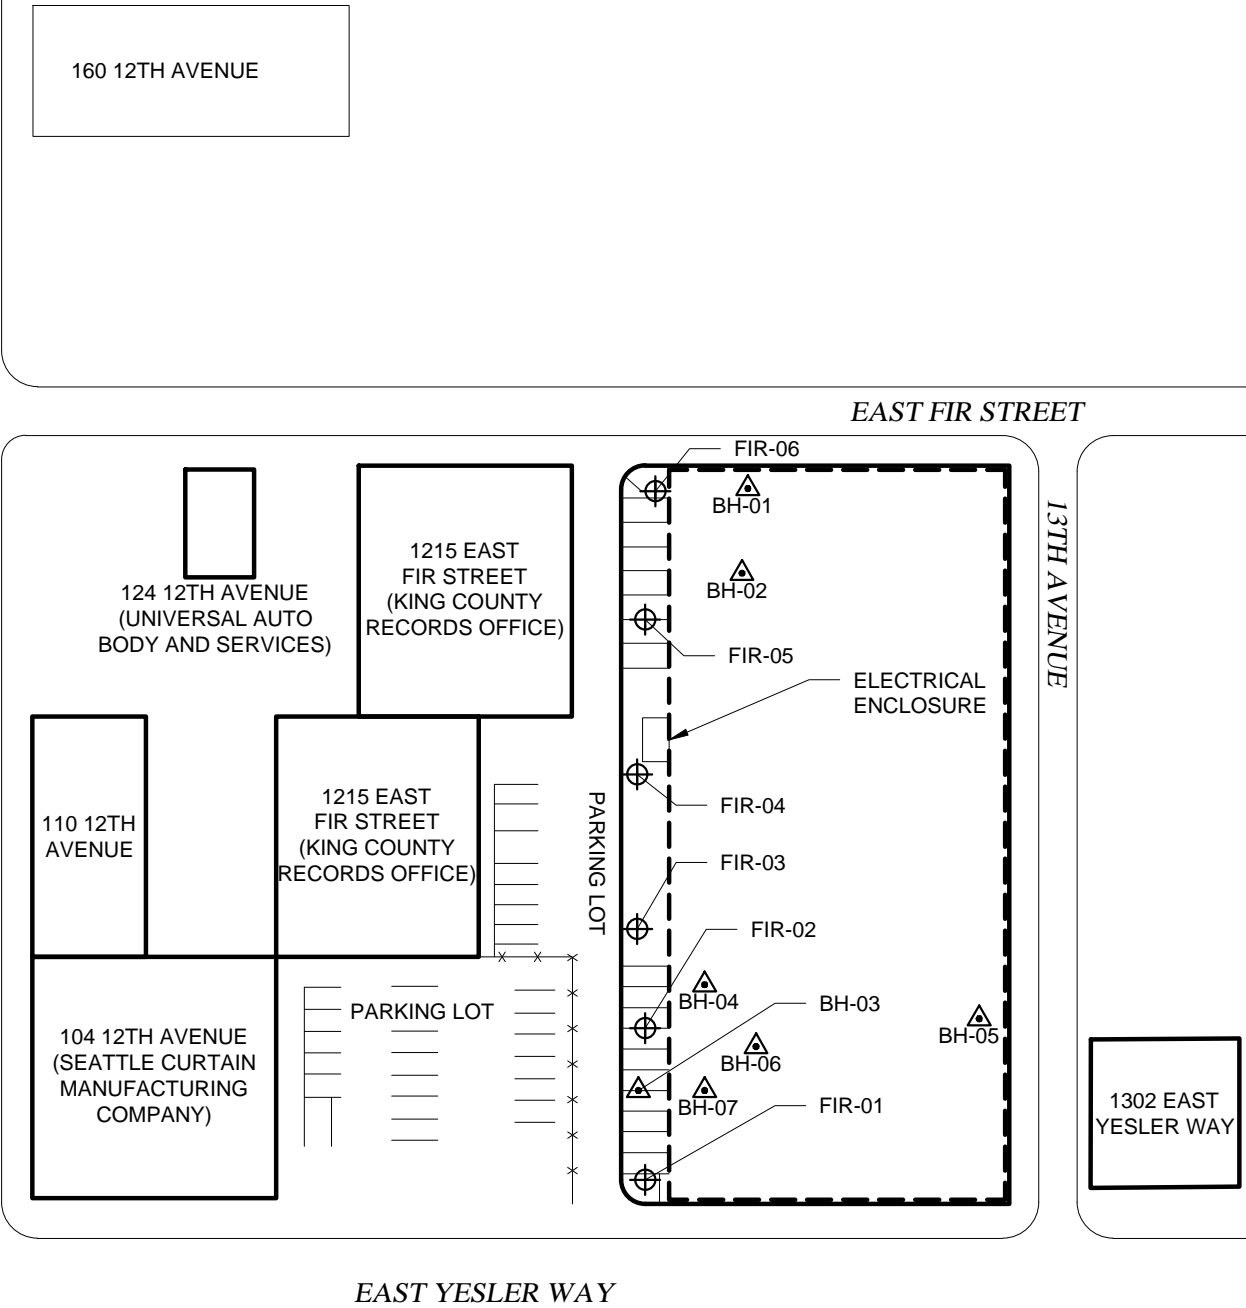 160 12TH AVENUE
EAST FIR STREET
FIR-06
BH-01
124 12TH AVENUE
(UNIVERSAL AUTO
BODY AND SERVICES)
1215 EAST
FIR STREET
(KING COUNTY
RECORDS OFFICE)
BH-02
FIR-05
ELECTRICAL
ENCLOSURE
13TH AVENUE
110 12TH
AVENUE
1215 EAST
FIR STREET
(KING COUNTY
RECORDS OFFICE)
PARKING LOT
FIR-04
FIR-03
FIR-02
BH-04
BH-03
BH-05
PARKING LOT
104 12TH AVENUE
(SEATTLE CURTAIN
MANUFACTURING
COMPANY)
BH-06
BH-07
FIR-01
1302 EAST
YESLER WAY
EAST YESLER WAY